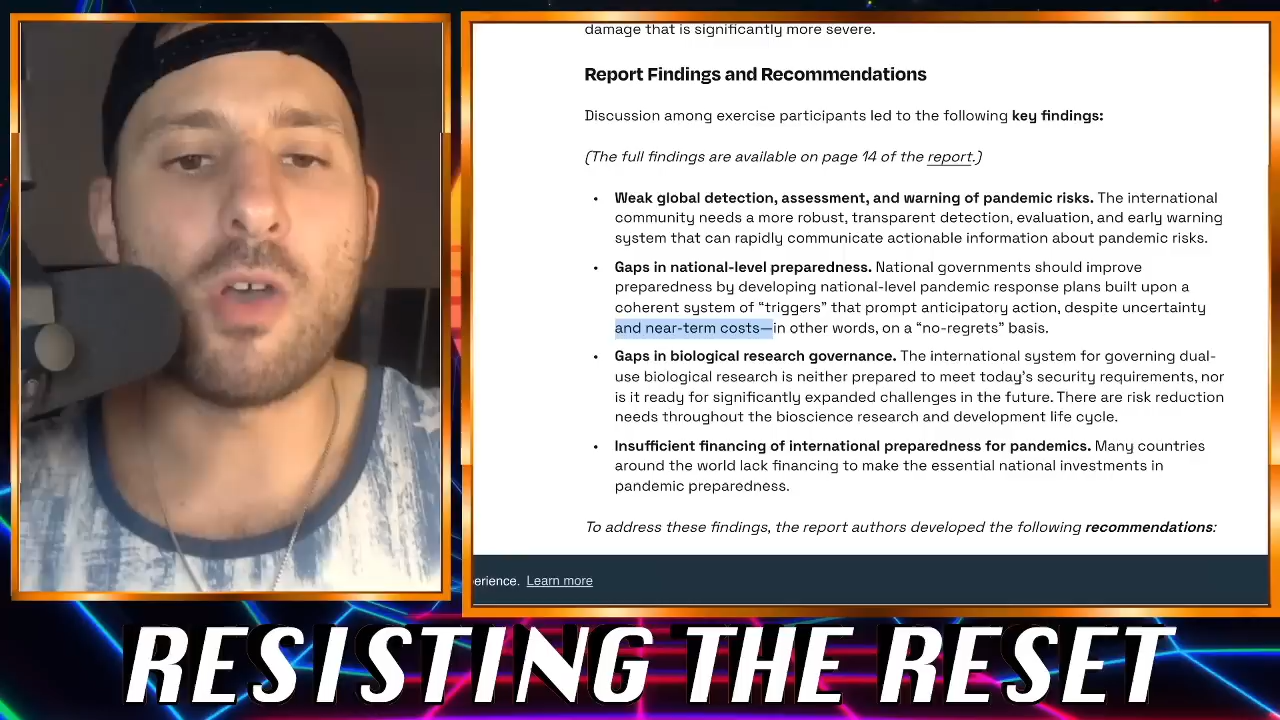 damage that is significantly more severe.
Report Findings and Recommendations
Discussion among exercise participants led to the following key findings:
(The full findings are available on page 14 of the report.)
• Weak global detection, assessment, and warning of pandemic risks. The international
community needs a more robust, transparent detection, evaluation, and early warning
system that can rapidly communicate actionable information about pandemic risks.
• Gaps in national-level preparedness. National governments should improve
preparedness by developing national-level pandemic response plans built upon a
coherent system of “triggers” that prompt anticipatory action, despite uncertainty
and near-term costs—in other words, on a “no-regrets” basis.
• Gaps in biological research governance. The international system for governing dual-
use biological research is neither prepared to meet today’s security requirements, nor
is it ready for significantly expanded challenges in the future. There are risk reduction
needs throughout the bioscience research and development life cycle.
• Insufficient financing of international preparedness for pandemics. Many countries
around the world lack financing to make the essential national investments in
pandemic preparedness.
To address these findings, the report authors developed the following recommendations:
erience. Learn more
RESISTING THE RESET